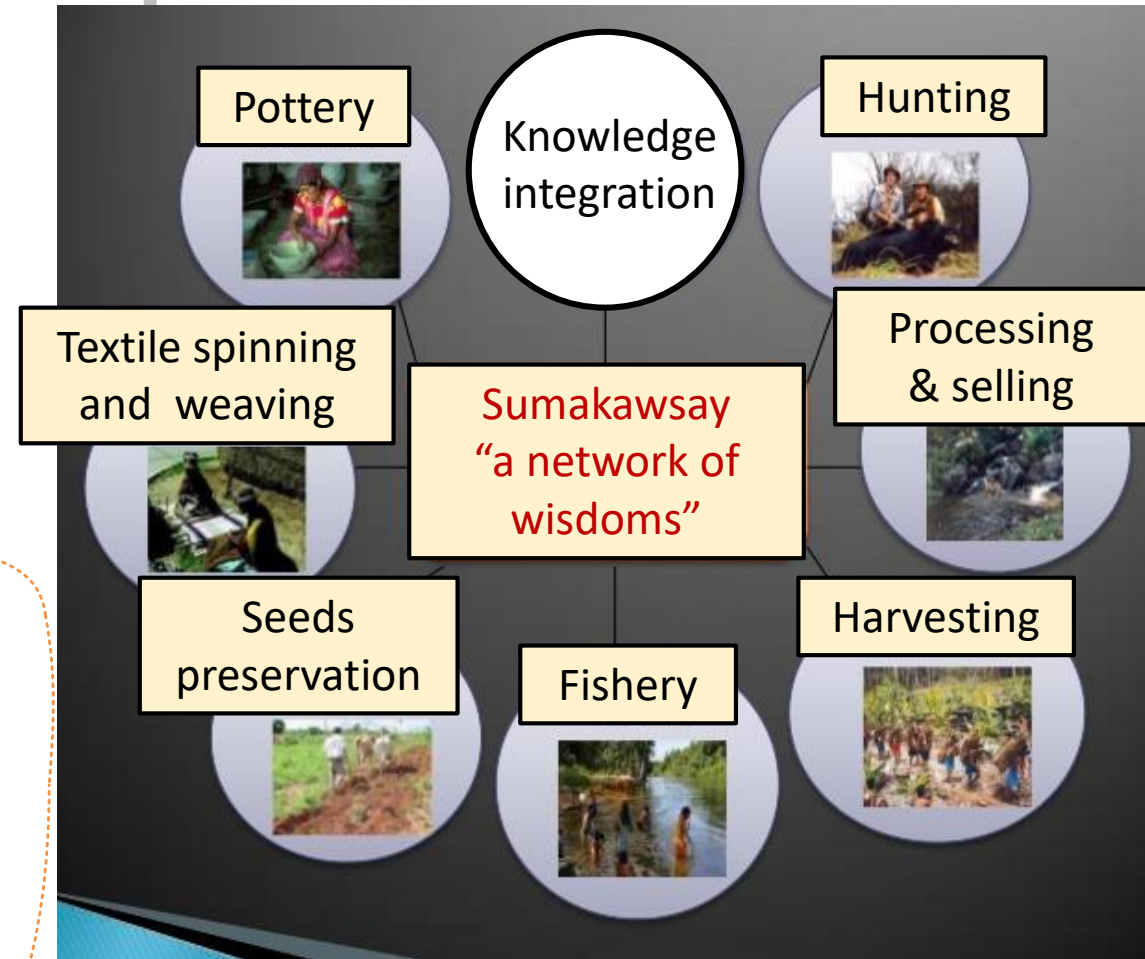 Pottery
Knowledge
integration
Hunting
Textile spinning
and weaving
Sumakawsay
“a network of
wisdoms”
Processing
& selling
Seeds
preservation
Fishery
Harvesting